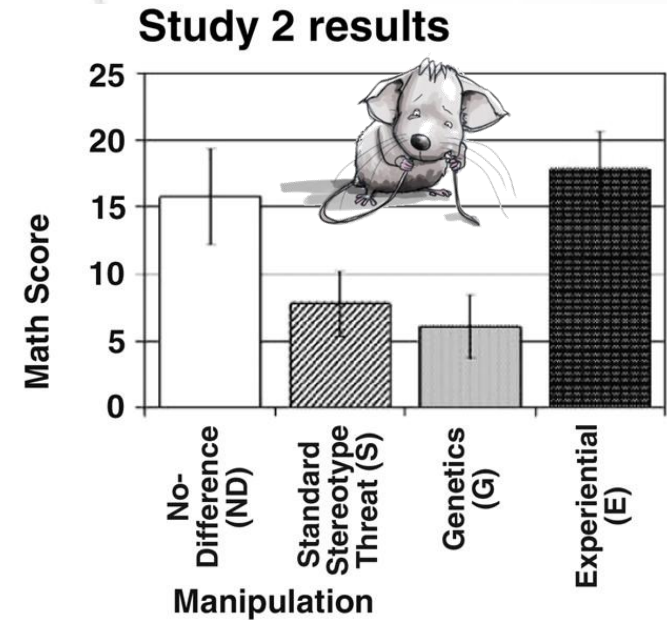 Study 2 results
25
20
15
10
5
0
Math Score
No-
Difference
(ND)
Standard
Stereotype
Threat (S)
Genetics
(G)
Experiential
(E)
Manipulation